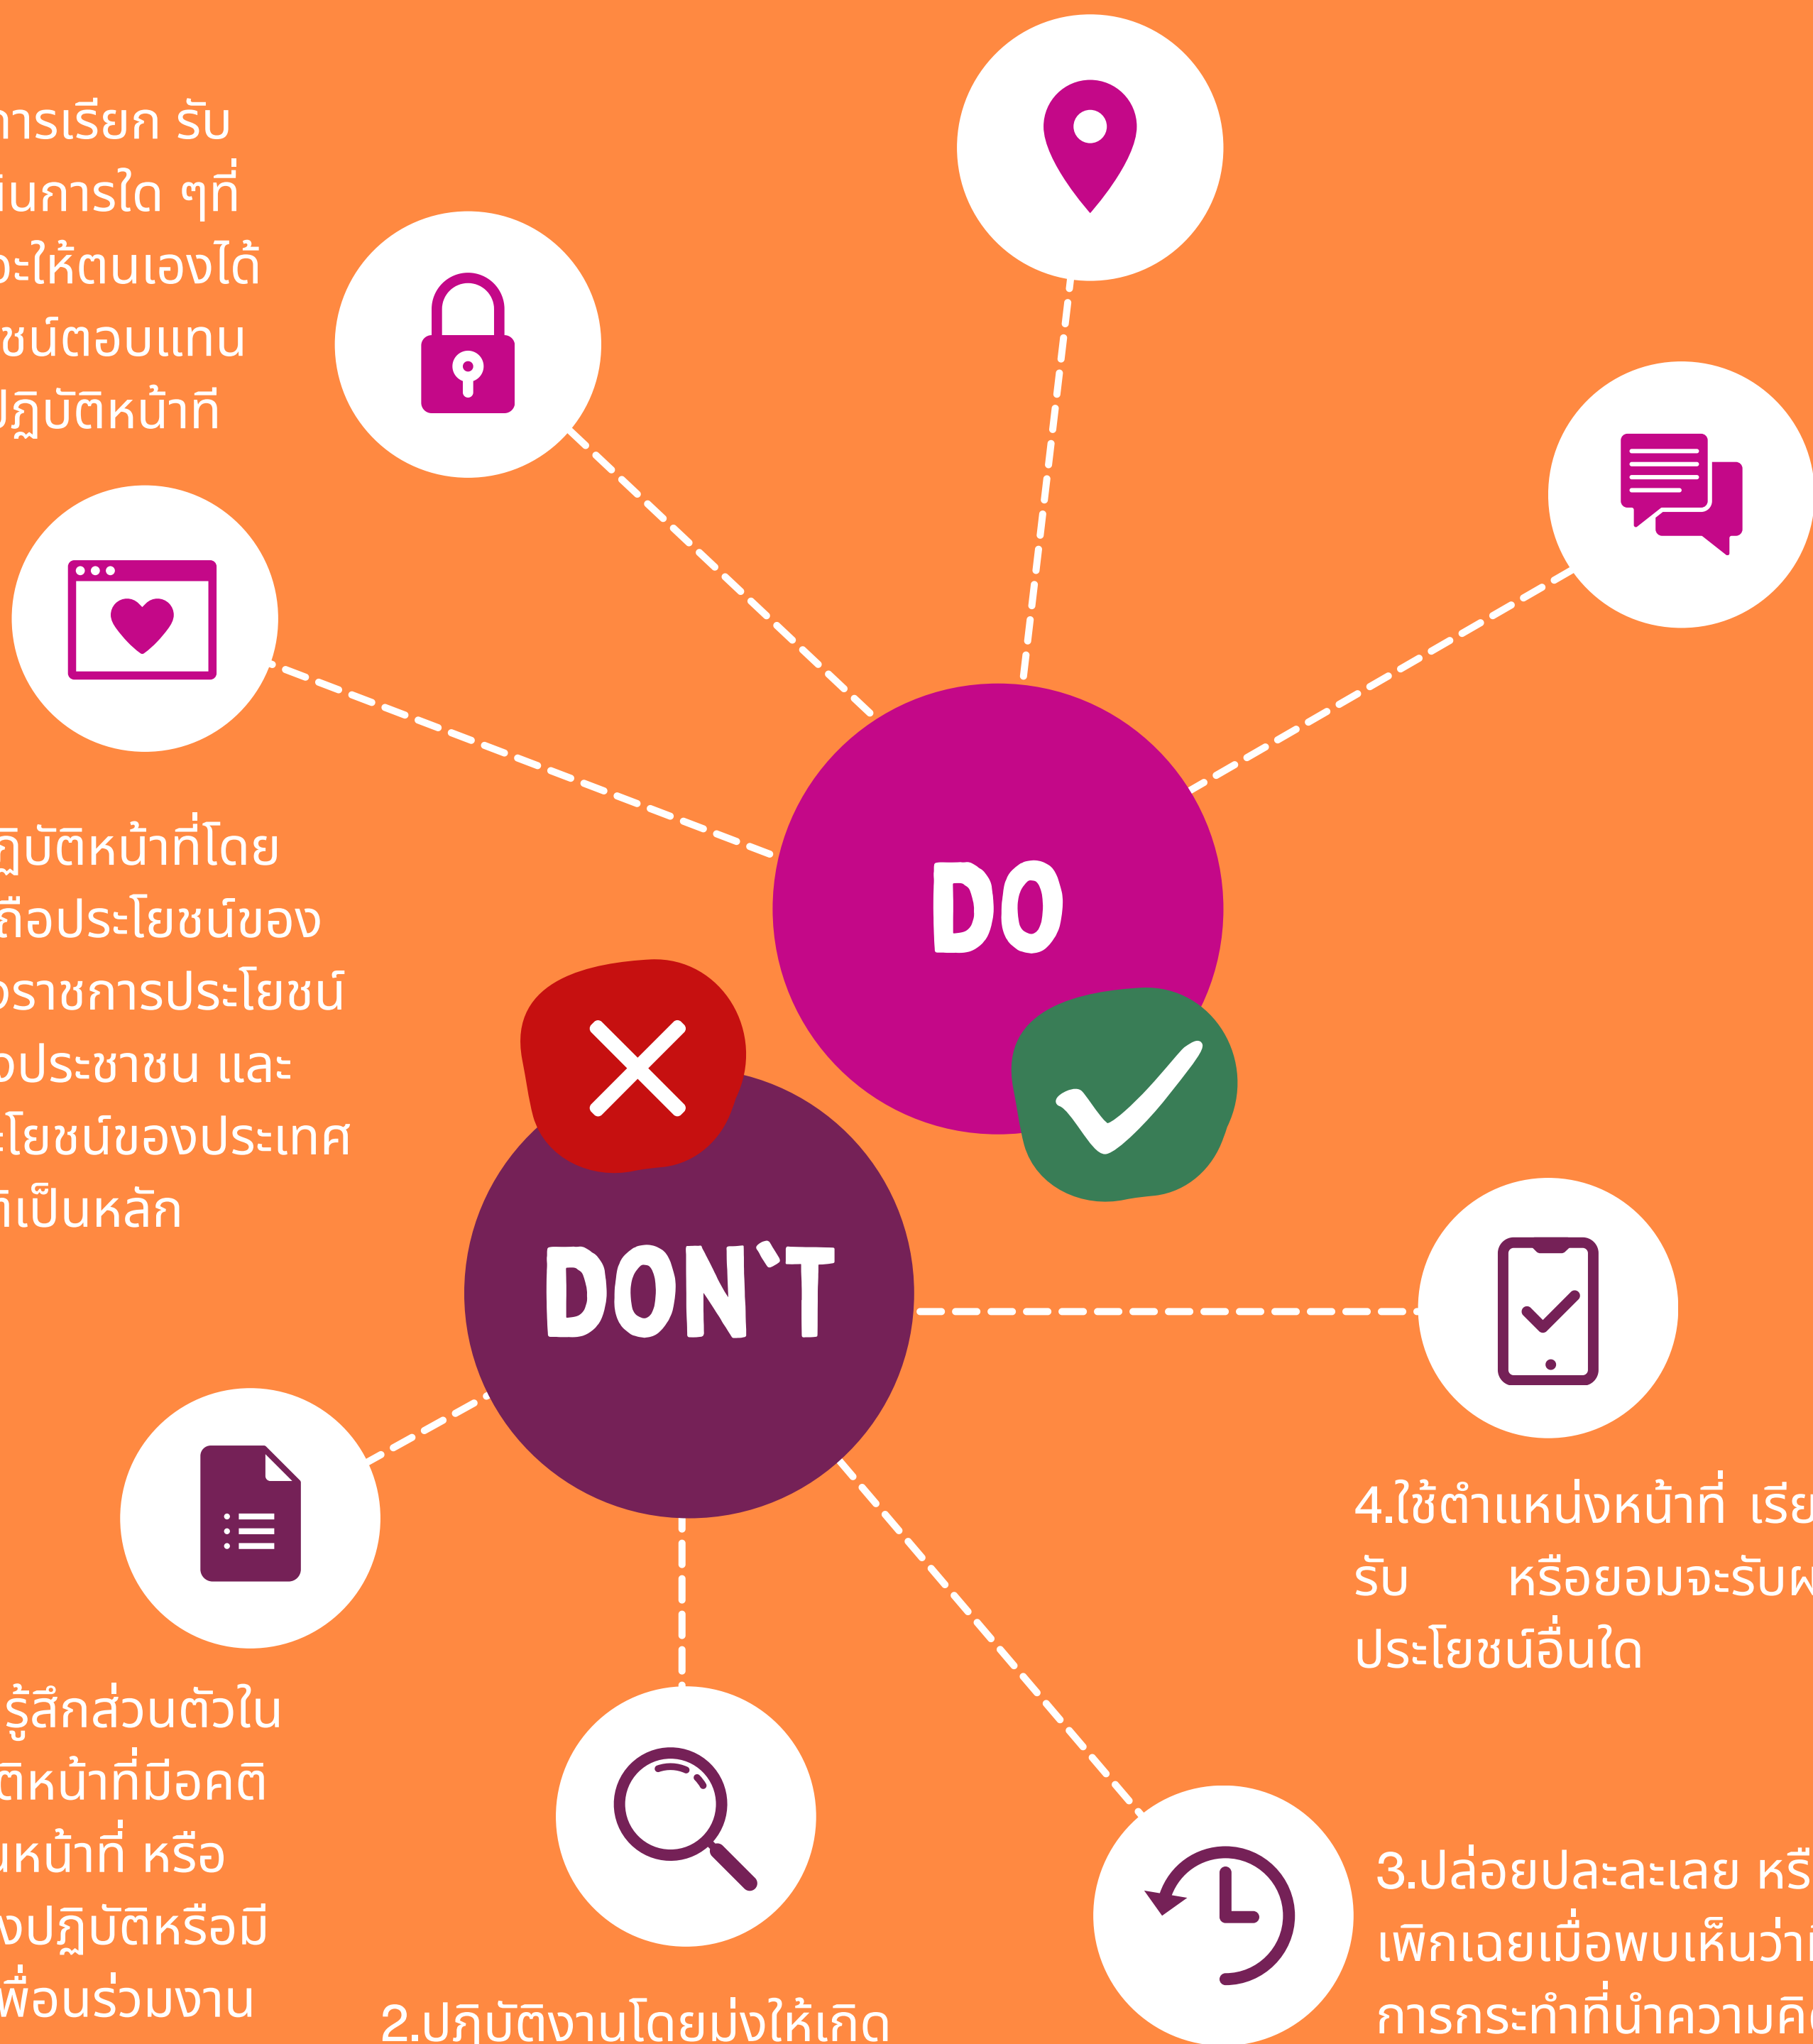 การเรียก รับ
นินการใด ๆที่
จะให้ตนเองได้
ชน์ตอบแทน
ปฏิบัติหน้าที่
ฏิบัติหน้าที่โดย
ถือประโยชน์ของ
ราชการประโยชน์
ประชาชน และ
โยชน์ของประเทศ
เป็นหลัก
DO
DON'T
รู้สึกส่วนตัวใน
ติหน้าที่มีอคติ
หน้าที่ หรือ
งปฏิบัติหรือมี
พื่อนร่วมงาน
2.ปฏิบัติงานโดยมุ่งให้เกิด
4.ใช้ตำแหน่งหน้าที่ เรีย
รับ หรือยอมจะรับ
ประโยชน์อื่นใด
3.ปล่อยปละละเลย หรื
เพิกเฉยเมื่อพบเห็นว่า
การกระทำที่นำความคิ